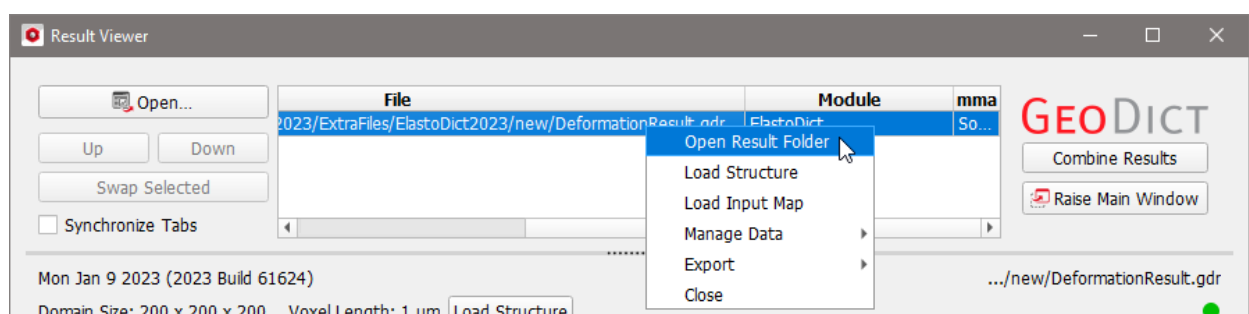 Result Viewer
Open...
File Module mma
2023/ExtraFiles/ElastoDict2023/new/DeformationResult.gdr ElastoDict So...
GEODICT
Up Down
Open Result Folder
Combine Results
Swap Selected
Load Structure
Load Input Map
Raise Main Window
Synchronize Tabs
Manage Data
Export
Mon Jan 9 2023 (2023 Build 61624)
.../new/DeformationResult.gdr
Close
Domain Size: 200 x 200 x 200 Voxel Length: 1 um Load Structure